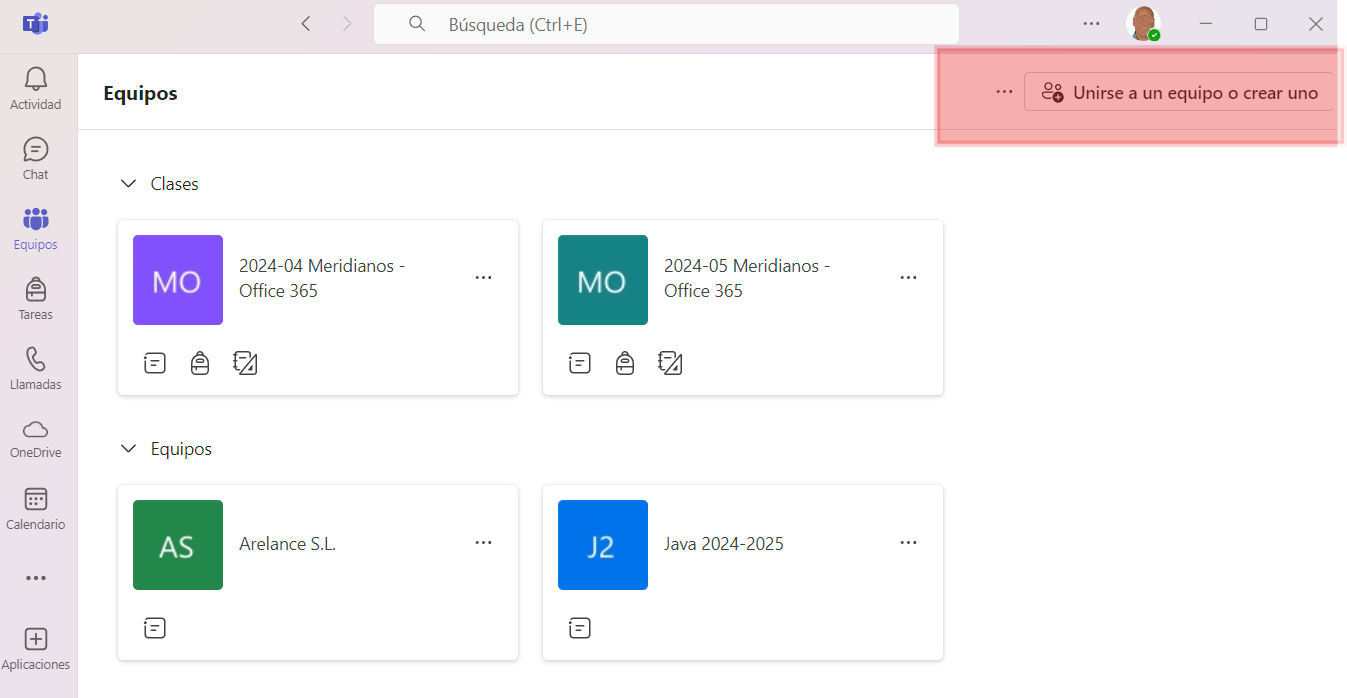 Búsqueda (Ctrl+E)
Actividad
Chat
Equipos
Tareas
Llamadas
OneDrive
Calendario
Aplicaciones
Equipos
Unirse a un equipo o crear uno
Clases
MO
2024-04 Meridianos -
Office 365
MO
2024-05 Meridianos -
Office 365
Equipos
AS
Arelance S.L.
J2
Java 2024-2025